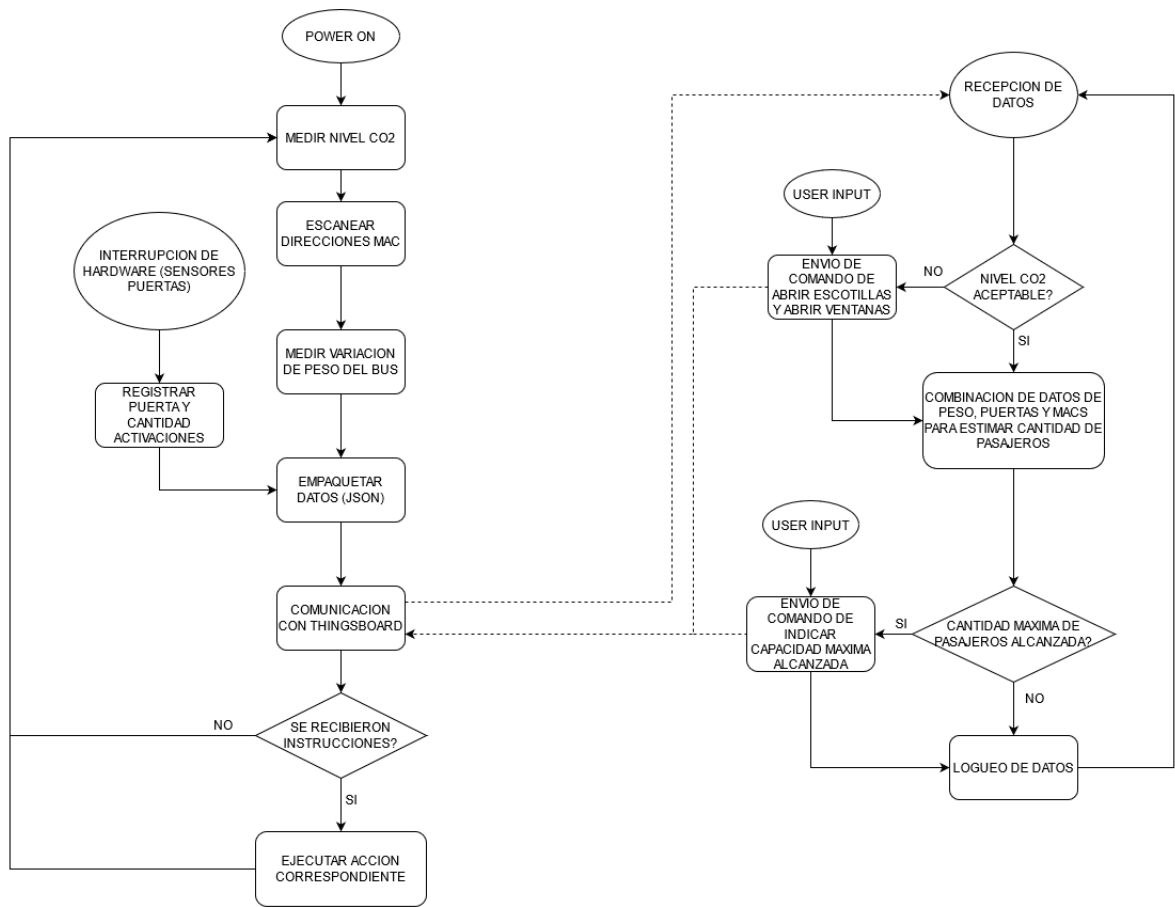 POWER ON
MEDIR NIVEL CO2
ESCANEAR
DIRECCIONES MAC
INTERRUPCION DE
HARDWARE (SENSORES
PUERTAS)
MEDIR VARIACION
DE PESO DEL BUS
REGISTRAR
PUERTA Y
CANTIDAD
ACTIVACIONES
EMPAQUETAR
DATOS (JSON)
COMUNICACION
CON THINGSBOARD
SE RECIBIERON
INSTRUCCIONES?
NO
SI
EJECUTAR ACCION
CORRESPONDIENTE
RECEPCION DE
DATOS
USER INPUT
NIVEL CO2
ACEPTABLE?
NO
ENVIO DE
COMANDO DE
ABRIR ESCOTILLAS
Y ABRIR VENTANAS
SI
COMBINACION DE DATOS DE
PESO, PUERTAS Y MACS
PARA ESTIMAR CANTIDAD DE
PASAJEROS
USER INPUT
CANTIDAD MAXIMA DE
PASAJEROS ALCANZADA?
SI
ENVIO DE
COMANDO DE
INDICAR
CAPACIDAD MAXIMA
ALCANZADA
NO
LOGUEO DE DATOS